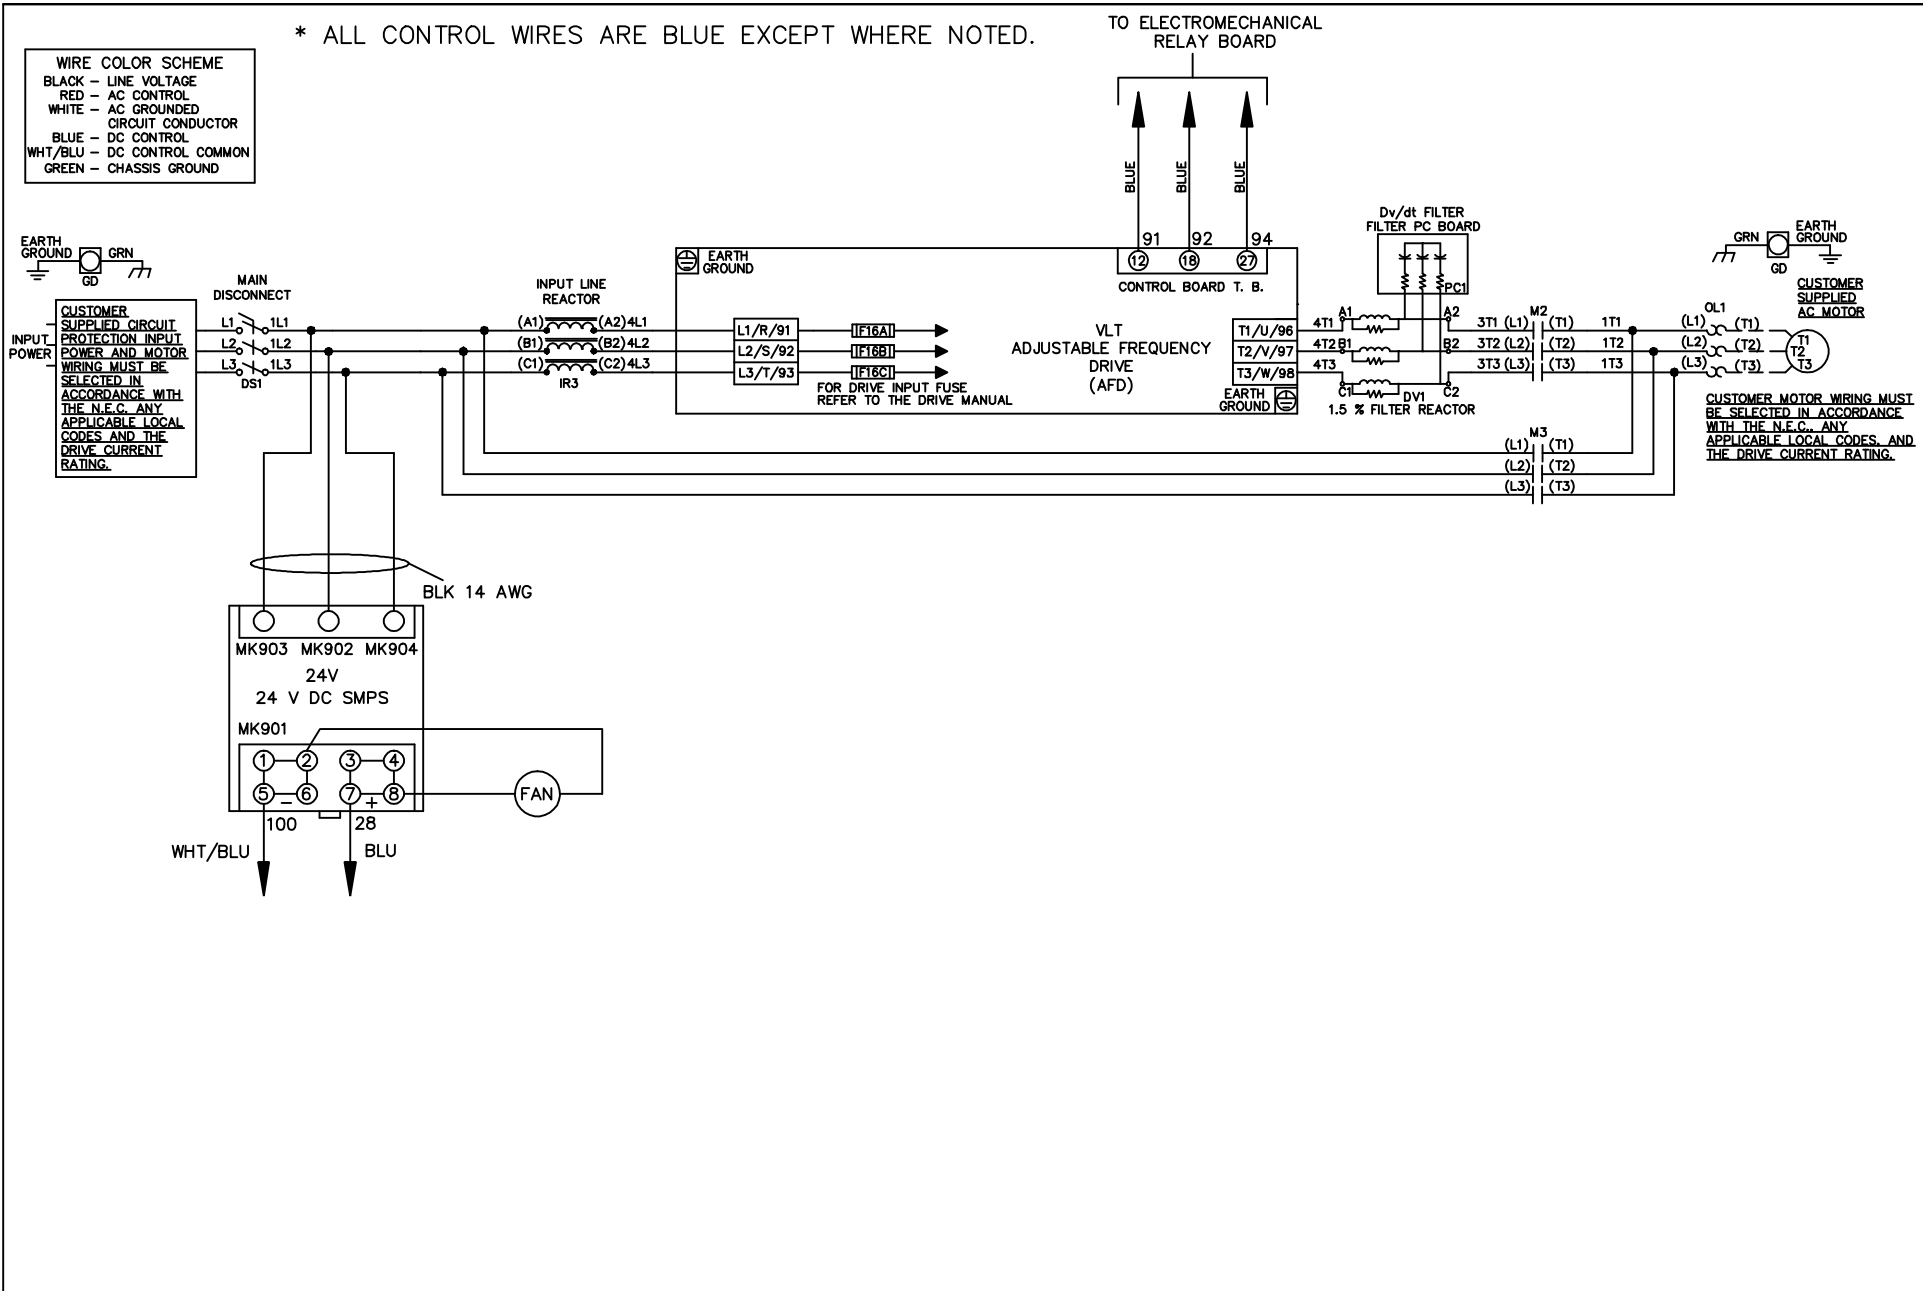 * ALL CONTROL WIRES ARE BLUE EXCEPT WHERE NOTED.
TO ELECTROMECHANICAL
RELAY BOARD
WIRE COLOR SCHEME
BLACK – LINE VOLTAGE
RED – AC CONTROL
WHITE – AC GROUNDED
CIRCUIT CONDUCTOR
BLUE – DC CONTROL
WHT/BLU – DC CONTROL COMMON
GREEN – CHASSIS GROUND
BLUE
BLUE
BLUE
91
92
94
12
18
27
CONTROL BOARD T. B.
EARTH
GROUND
GRN
GD
INPUT
POWER
CUSTOMER
SUPPLIED CIRCUIT
PROTECTION INPUT
POWER AND MOTOR
WIRING MUST BE
SELECTED IN
ACCORDANCE WITH
THE N.E.C. ANY
APPLICABLE LOCAL
CODES AND THE
DRIVE CURRENT
RATING.
MAIN
DISCONNECT
L1 1L1
L2 1L2
L3 1L3
DS1
INPUT LINE
REACTOR
(A1) (A2) 4L1
(B1) (B2) 4L2
(C1) (C2) 4L3
IR3
EARTH
GROUND
L1/R/91
L2/S/92
L3/T/93
F16A
F16B
F16C
FOR DRIVE INPUT FUSE
REFER TO THE DRIVE MANUAL
VLT
ADJUSTABLE FREQUENCY
DRIVE
(AFD)
T1/U/96
T2/V/97
T3/W/98
EARTH
GROUND
Dv/dt FILTER
FILTER PC BOARD
PC1
4T1 A1 A2
4T2 B1 B2
4T3 C1 C2
DV1
1.5 % FILTER REACTOR
M2
3T1 (L1) (T1) 1T1
3T2 (L2) (T2) 1T2
3T3 (L3) (T3) 1T3
M3
(L1) (T1)
(L2) (T2)
(L3) (T3)
OL1
(L1) (T1)
(L2) (T2)
(L3) (T3)
T1
T2
T3
GRN
EARTH
GROUND
GD
CUSTOMER
SUPPLIED
AC MOTOR
CUSTOMER MOTOR WIRING MUST
BE SELECTED IN ACCORDANCE
WITH THE N.E.C., ANY
APPLICABLE LOCAL CODES, AND
THE DRIVE CURRENT RATING.
BLK 14 AWG
MK903 MK902 MK904
24V
24 V DC SMPS
MK901
1 2 3 4
5 – 6 7 + 8
FAN
100 28
WHT/BLU BLU